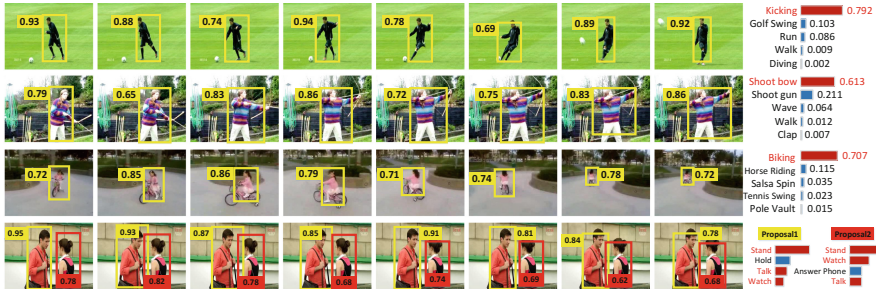 0.93 0.88 0.74 0.94 0.78 0.69 0.89 0.92
Kicking 0.792
Golf Swing 0.103
Run 0.086
Walk 0.009
Diving 0.002
0.79 0.65 0.83 0.86 0.72 0.75 0.83 0.86
Shoot bow 0.613
Shoot gun 0.211
Wave 0.064
Walk 0.012
Clap 0.007
0.72 0.85 0.86 0.79 0.71 0.74 0.78 0.72
Biking 0.707
Horse Riding 0.115
Salsa Spin 0.035
Tennis Swing 0.023
Pole Vault 0.015
0.95 0.93 0.87 0.85 0.91 0.81 0.84 0.78
0.78 0.82 0.78 0.68 0.74 0.69 0.62 0.68
Proposal1 Proposal2
Stand Stand
Hold Watch
Talk Answer Phone
Watch Talk